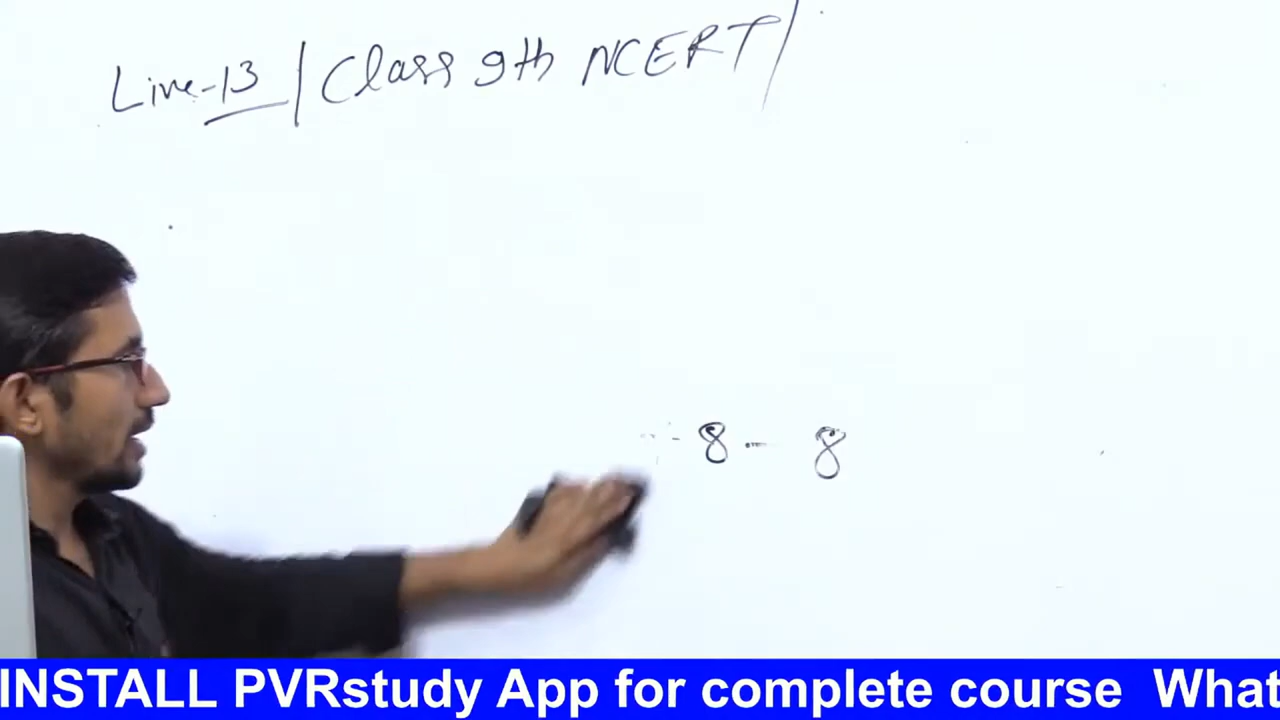 Live-13 / Class 9th NCERT /
8 - 8
INSTALL PVRstudy App for complete course What